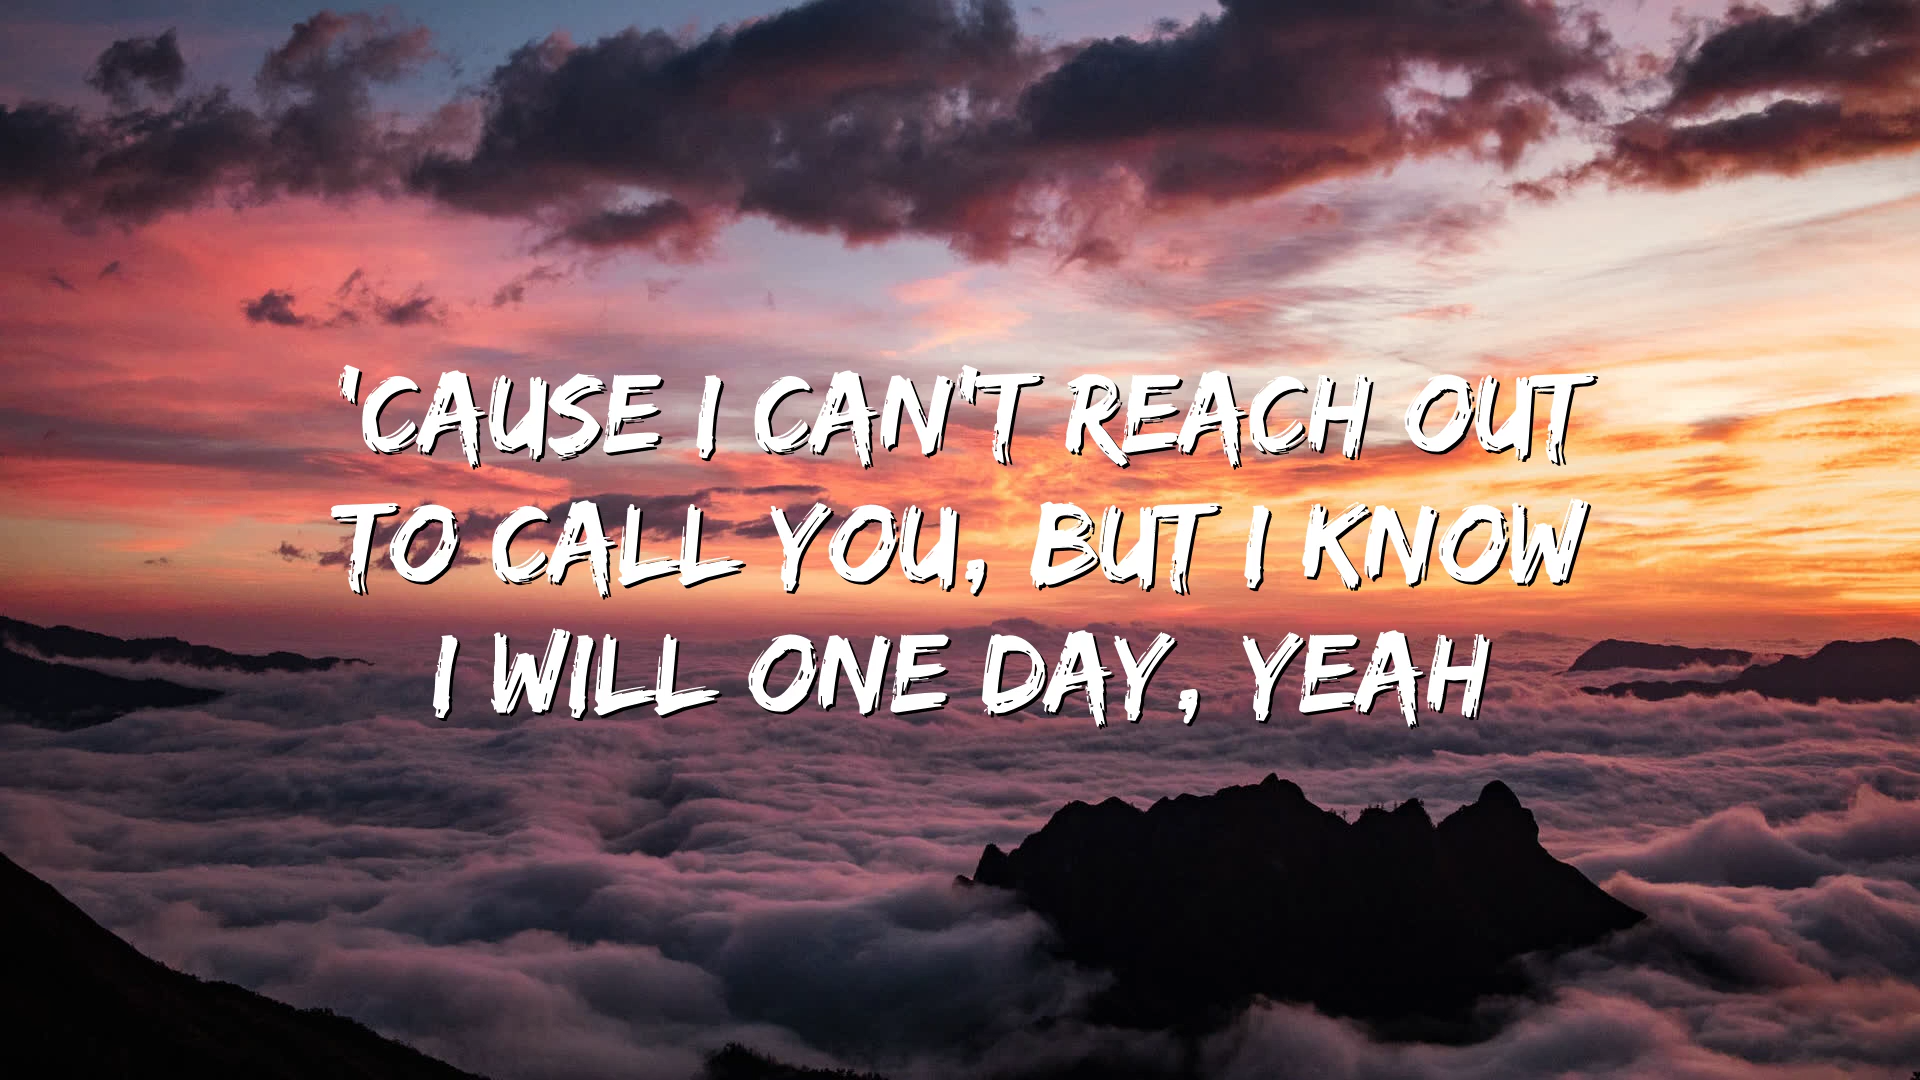 'CAUSE I CAN'T REACH OUT
TO CALL YOU, BUT I KNOW
I WILL ONE DAY, YEAH